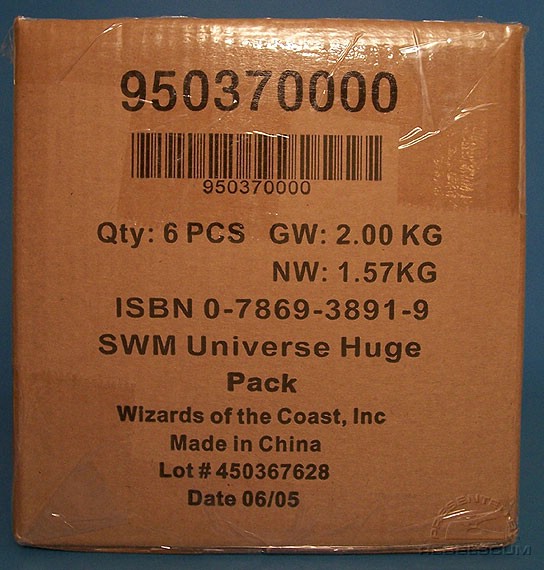 950370000
950370000
Qty: 6 PCS GW: 2.00 KG
NW: 1.57KG
ISBN 0-7869-3891-9
SWM Universe Huge
Pack
Wizards of the Coast, Inc
Made in China
Lot # 450367628
Date 06/05
REBELSCUM